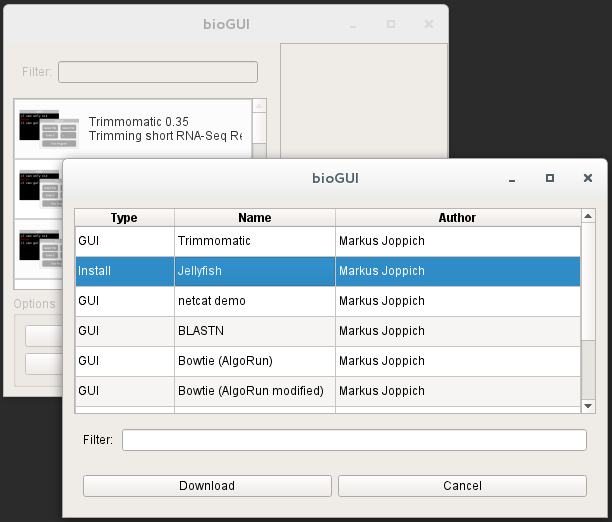 bioGUI
Filter:
Trimmomatic 0.35
Trimming short RNA-Seq Re
Options
bioGUI
Type Name Author
GUI Trimmomatic Markus Joppich
Install Jellyfish Markus Joppich
GUI netcat demo Markus Joppich
GUI BLASTN Markus Joppich
GUI Bowtie (AlgoRun) Markus Joppich
GUI Bowtie (AlgoRun modified) Markus Joppich
Filter:
Download Cancel